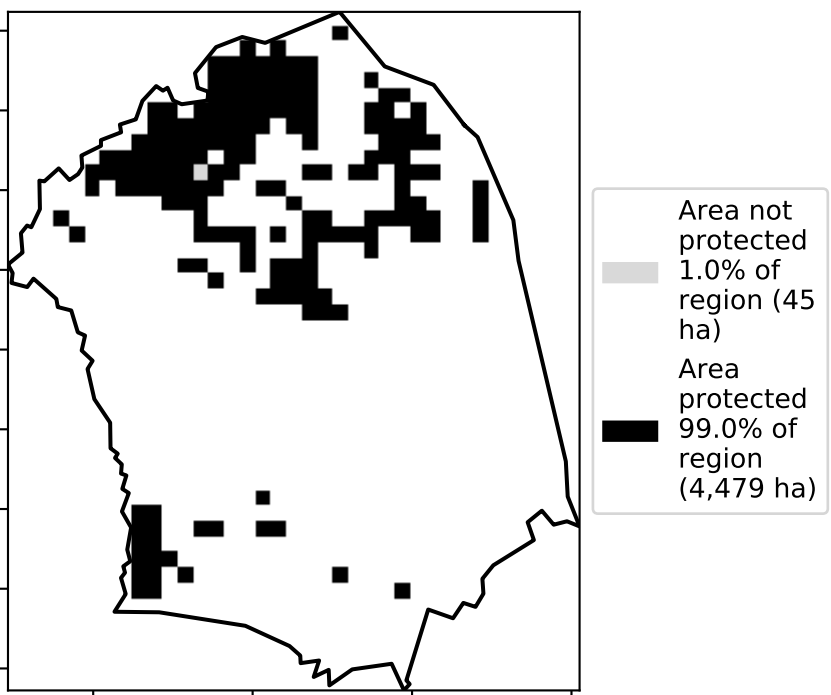 Area not
protected
1.0% of
region (45
ha)
Area
protected
99.0% of
region
(4,479 ha)